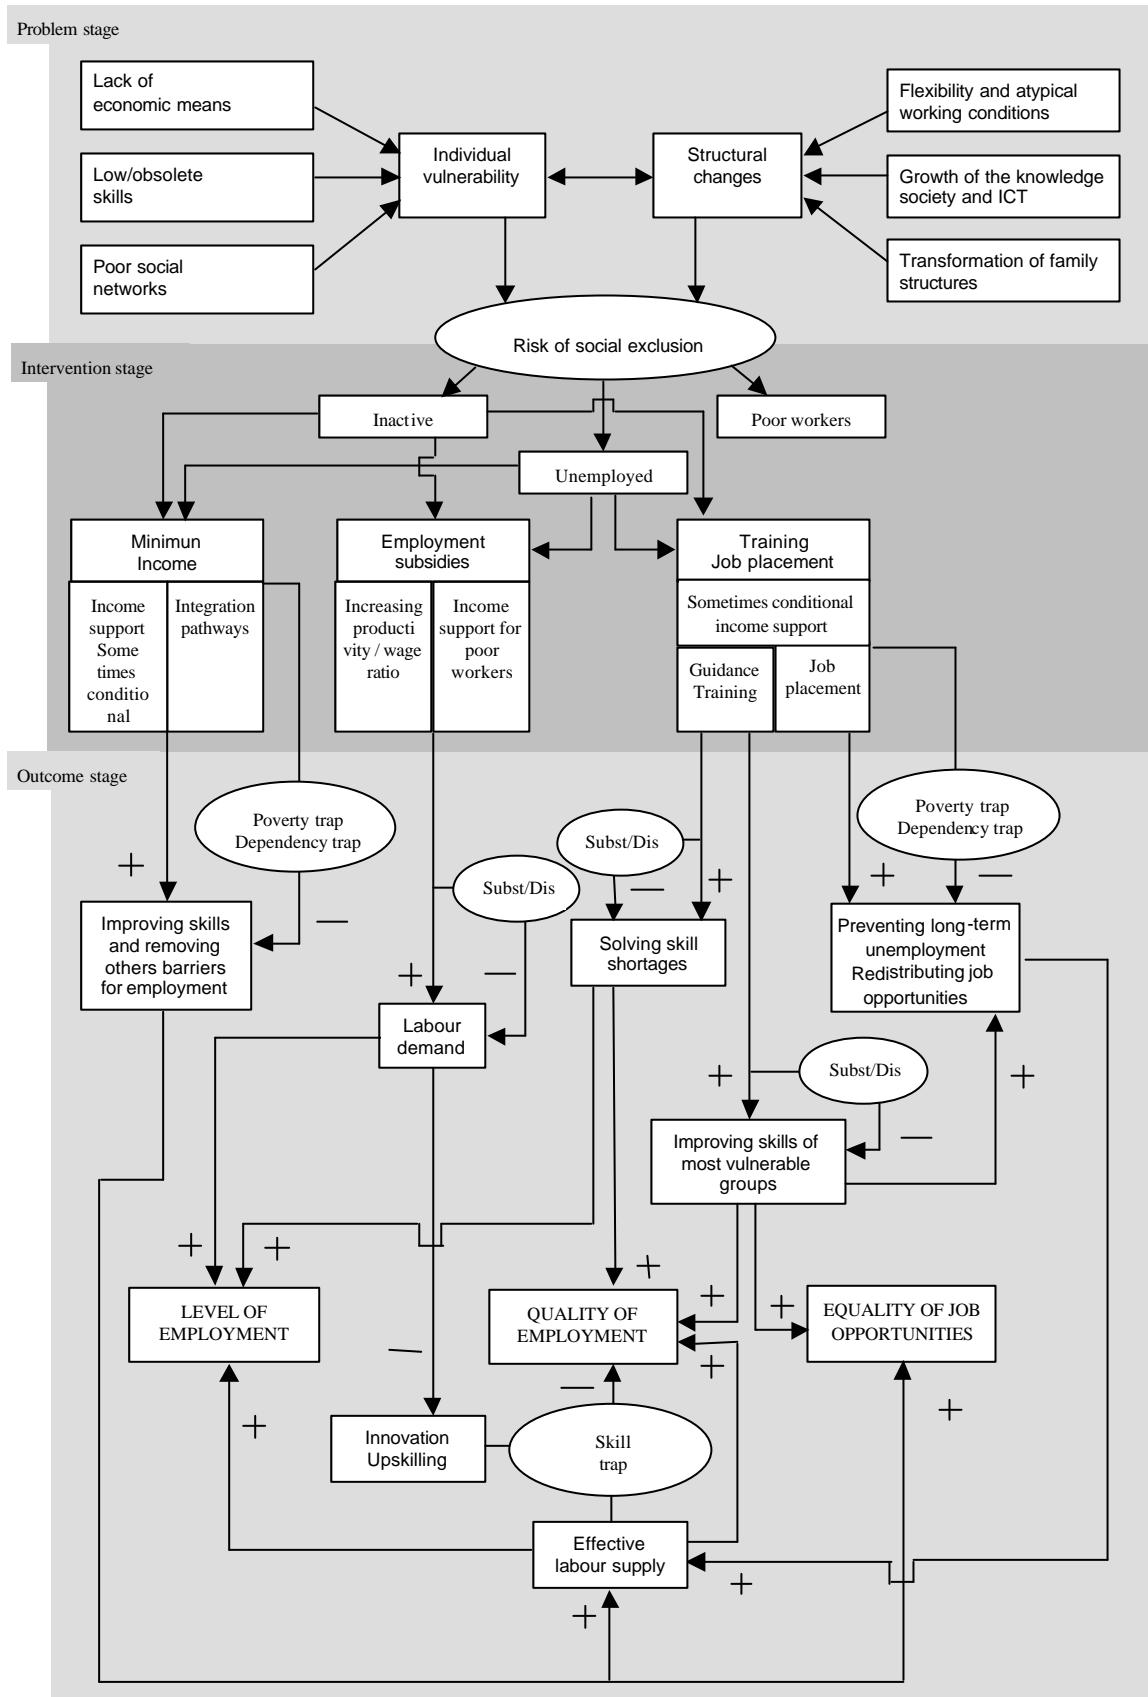 Problem stage
Lack of
economic means
Low/obsolete
skills
Poor social
networks
Individual
vulnerability
Structural
changes
Flexibility and atypical
working conditions
Growth of the knowledge
society and ICT
Transformation of family
structures
Risk of social exclusion
Intervention stage
Inactive
Poor workers
Unemployed
Minimun
Income
Income
support
Some
times
conditio
nal
Integration
pathways
Employment
subsidies
Increasing
producti
vity / wage
ratio
Income
support for
poor
workers
Training
Job placement
Sometimes conditional
income support
Guidance
Training
Job
placement
Outcome stage
Poverty trap
Dependency trap
Subst/Dis
Subst/Dis
Poverty trap
Dependency trap
+
—
+
—
—
+
+
—
Improving skills
and removing
others barriers
for employment
Solving skill
shortages
Preventing long-term
unemployment
Redistributing job
opportunities
Labour
demand
Subst/Dis
+
+
—
Improving skills of
most vulnerable
groups
+
+
+
+
+
LEVEL OF
EMPLOYMENT
QUALITY OF
EMPLOYMENT
EQUALITY OF JOB
OPPORTUNITIES
—
+
—
+
+
Innovation
Upskilling
Skill
trap
Effective
labour supply
+
+